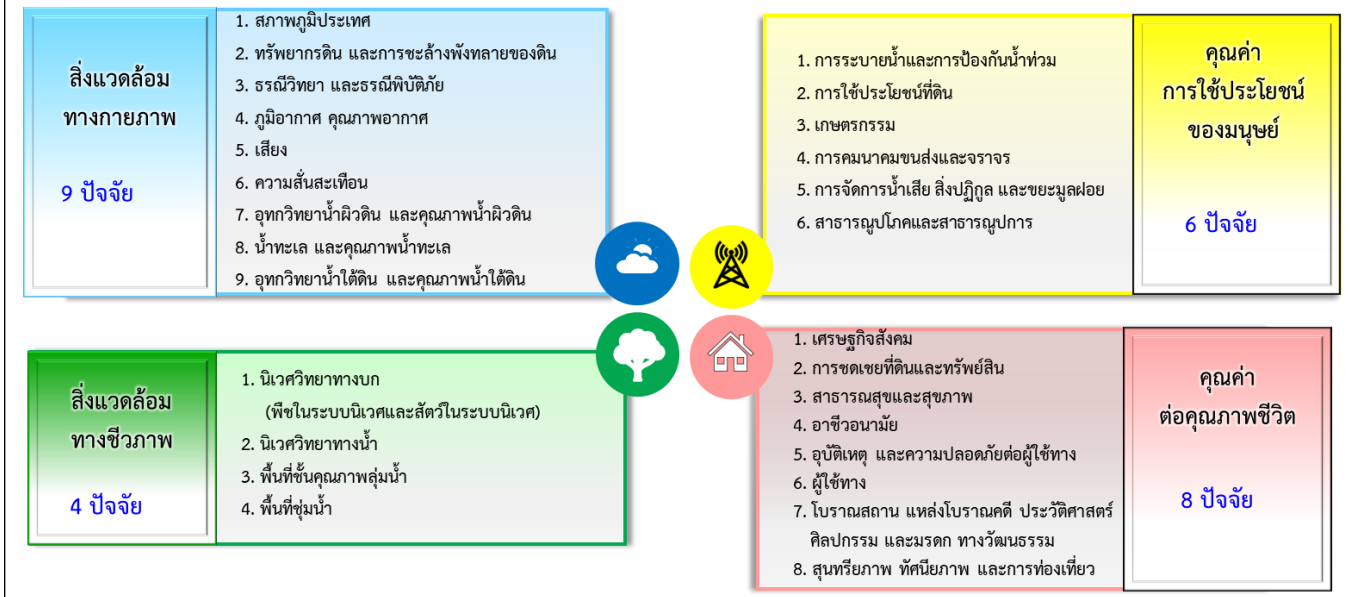 สิ่งแวดล้อม
ทางกายภาพ
9 ปัจจัย
1. สภาพภูมิประเทศ
2. ทรัพยากรดิน และการชะล้างพังทลายของดิน
3. ธรณีวิทยา และธรณีพิบัติภัย
4. ภูมิอากาศ คุณภาพอากาศ
5. เสียง
6. ความสั่นสะเทือน
7. อุทกวิทยาน้ำผิวดิน และคุณภาพน้ำผิวดิน
8. น้ำทะเล และคุณภาพน้ำทะเล
9. อุทกวิทยาน้ำใต้ดิน และคุณภาพน้ำใต้ดิน
1. การระบายน้ำและการป้องกันน้ำท่วม
2. การใช้ประโยชน์ที่ดิน
3. เกษตรกรรม
4. การคมนาคมขนส่งและจราจร
5. การจัดการน้ำเสีย สิ่งปฏิกูล และขยะมูลฝอย
6. สาธารณูปโภคและสาธารณูปการ
คุณค่า
การใช้ประโยชน์
ของมนุษย์
6 ปัจจัย
สิ่งแวดล้อม
ทางชีวภาพ
4 ปัจจัย
1. นิเวศวิทยาทางบก
(พืชในระบบนิเวศและสัตว์ในระบบนิเวศ)
2. นิเวศวิทยาทางน้ำ
3. พื้นที่ชั้นคุณภาพลุ่มน้ำ
4. พื้นที่ชุ่มน้ำ
1. เศรษฐกิจสังคม
2. การชดเชยที่ดินและทรัพย์สิน
3. สาธารณสุขและสุขภาพ
4. อาชีวอนามัย
5. อุบัติเหตุ และความปลอดภัยต่อผู้ใช้ทาง
6. ผู้ใช้ทาง
7. โบราณสถาน แหล่งโบราณคดี ประวัติศาสตร์
ศิลปกรรม และมรดก ทางวัฒนธรรม
8. สุนทรียภาพ ทัศนียภาพ และการท่องเที่ยว
คุณค่า
ต่อคุณภาพชีวิต
8 ปัจจัย